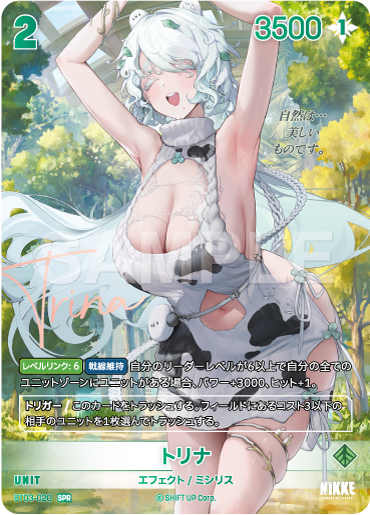 2
3500 1
自然は…
美しい
ものです。
SAMPLE
Trina
レベルリンク:6 戦線維持 自分のリーダーレベルが6以上で自分の全ての
ユニットゾーンにユニットがある場合、パワー+3000、ヒット+1。
トリガー このカードをトラッシュする。フィールドにあるコスト3以下の
相手のユニットを1枚選んでトラッシュする。
トリナ
UNIT エフェクト / ミシリス
BT03-020 SPR © SHIFT UP Corp.
NIKKE